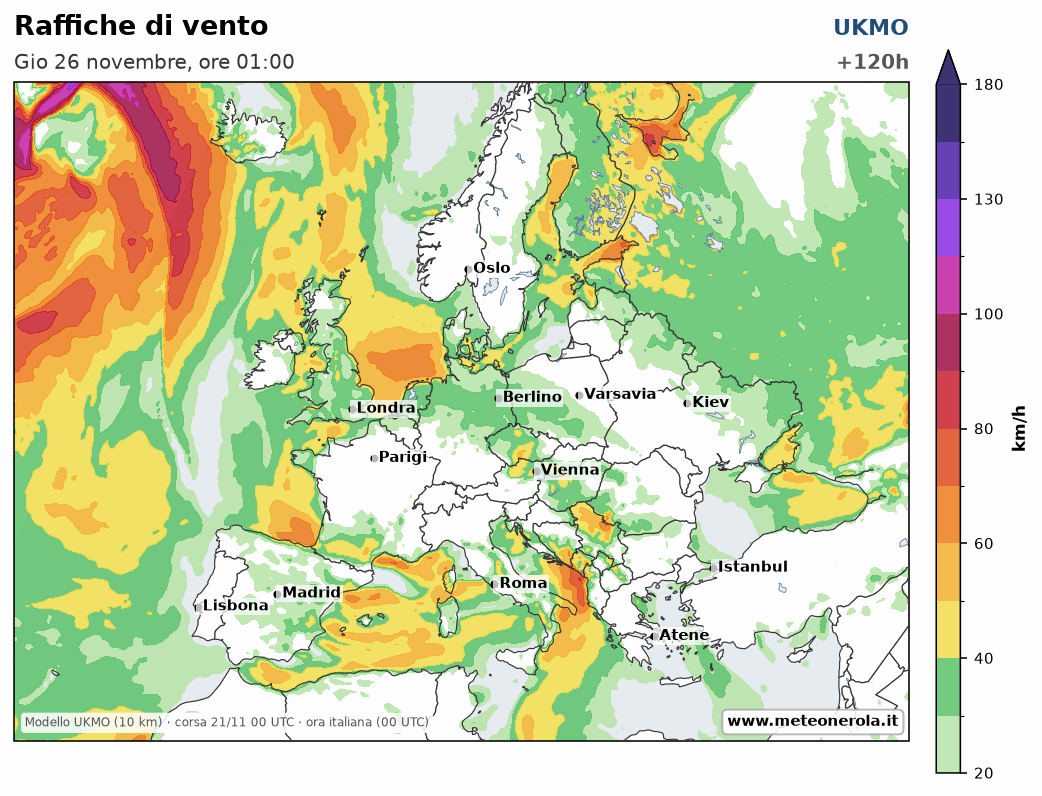 Raffiche di vento
UKMO
Gio 26 novembre, ore 01:00
+120h
180
130
100
80
60
40
20
km/h
Oslo
Londra
Berlino
Varsavia
Kiev
Parigi
Vienna
Roma
Istanbul
Madrid
Lisbona
Atene
Modello UKMO (10 km) · corsa 21/11 00 UTC · ora italiana (00 UTC)
www.meteonerola.it